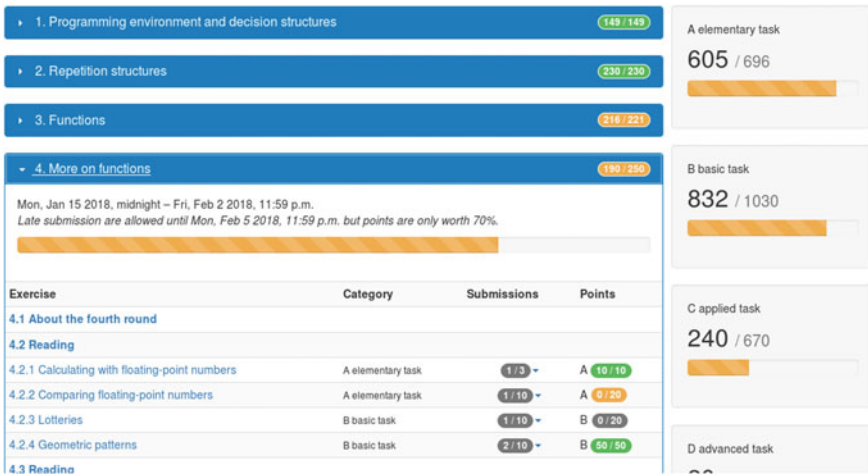 1. Programming environment and decision structures 149 / 149
2. Repetition structures 230 / 230
3. Functions 216 / 221
4. More on functions 190 / 250
Mon, Jan 15 2018, midnight – Fri, Feb 2 2018, 11:59 p.m.
Late submission are allowed until Mon, Feb 5 2018, 11:59 p.m. but points are only worth 70%.
Exercise Category Submissions Points
4.1 About the fourth round
4.2 Reading
4.2.1 Calculating with floating-point numbers A elementary task 1 / 3 A 10 / 10
4.2.2 Comparing floating-point numbers A elementary task 1 / 10 A 0 / 20
4.2.3 Lotteries B basic task 1 / 10 B 0 / 20
4.2.4 Geometric patterns B basic task 2 / 10 B 50 / 50
4.3 Reading
A elementary task
605 / 696
B basic task
832 / 1030
C applied task
240 / 670
D advanced task